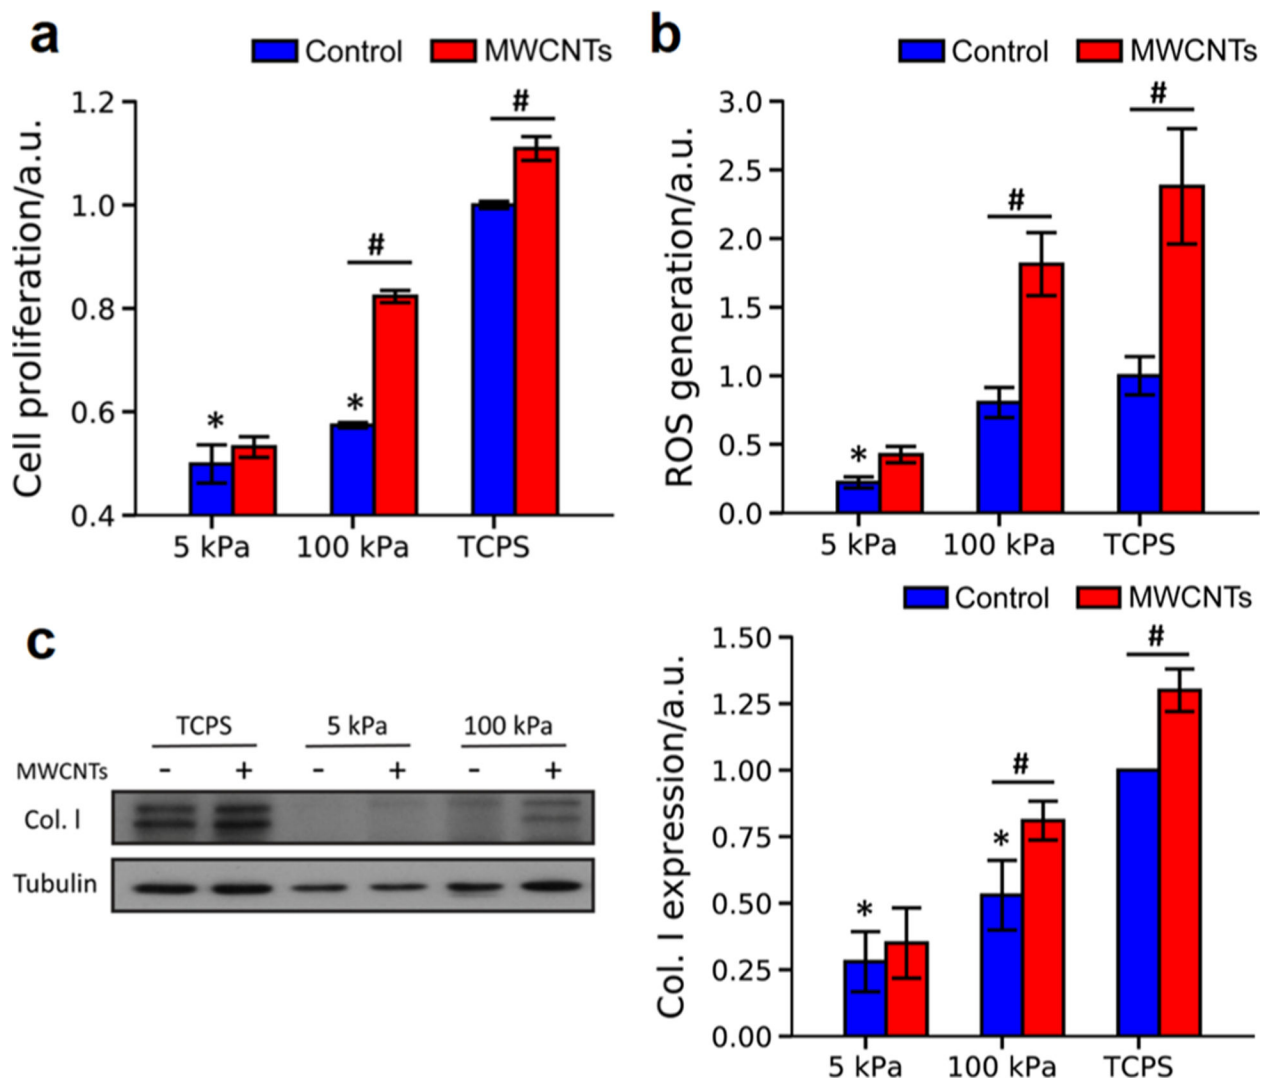 a
Control MWCNTs
Cell proliferation/a.u.
1.2
1.0
0.8
0.6
0.4
*
*
#
#
5 kPa 100 kPa TCPS
b
Control MWCNTs
ROS generation/a.u.
3.0
2.5
2.0
1.5
1.0
0.5
0.0
*
#
#
5 kPa 100 kPa TCPS
c
TCPS 5 kPa 100 kPa
MWCNTs - + - + - +
Col. I
Tubulin
Control MWCNTs
Col. I expression/a.u.
1.50
1.25
1.00
0.75
0.50
0.25
0.00
*
*
#
#
5 kPa 100 kPa TCPS